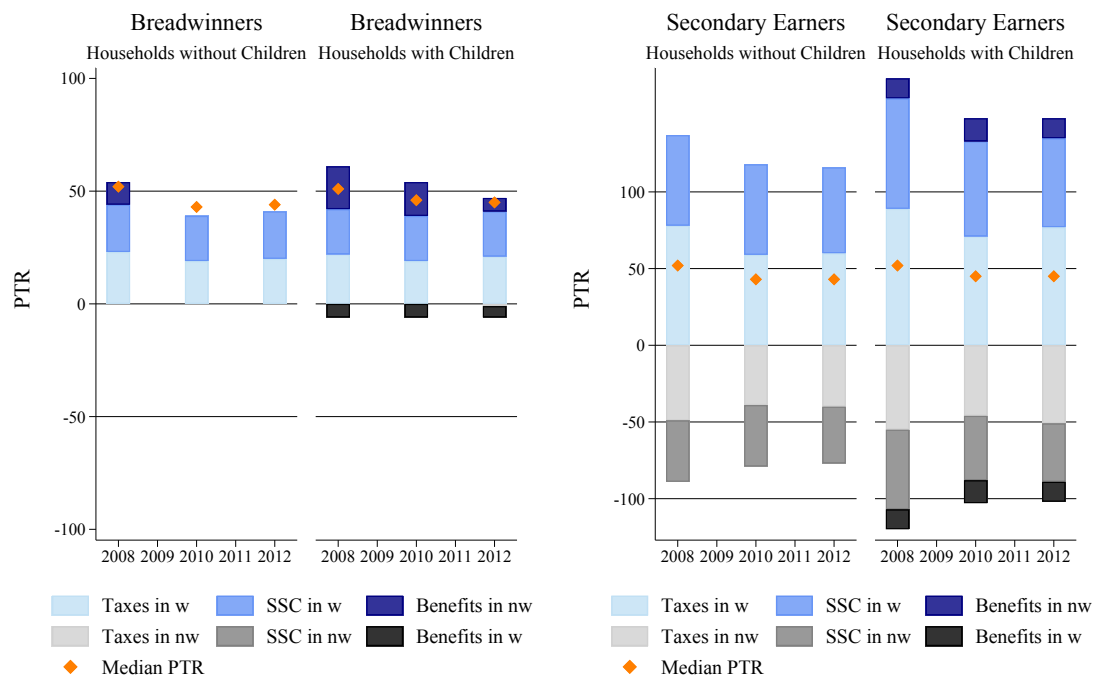 Breadwinners
Households without Children
Breadwinners
Households with Children
PTR
100
50
0
-50
-100
2008 2009 2010 2011 2012
2008 2009 2010 2011 2012
Taxes in w
SSC in w
Benefits in nw
Taxes in nw
SSC in nw
Benefits in w
Median PTR
Secondary Earners
Households without Children
Secondary Earners
Households with Children
PTR
100
50
0
-50
-100
2008 2009 2010 2011 2012
2008 2009 2010 2011 2012
Taxes in w
SSC in w
Benefits in nw
Taxes in nw
SSC in nw
Benefits in w
Median PTR